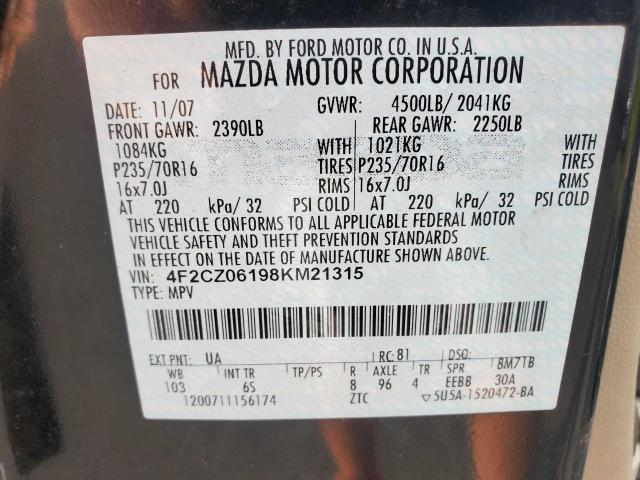 MFD. BY FORD MOTOR CO. IN U.S.A.
FOR MAZDA MOTOR CORPORATION
DATE: 11/07 GVWR: 4500LB/ 2041KG
FRONT GAWR: 2390LB REAR GAWR: 2250LB
1084KG WITH 1021KG WITH
P235/70R16 TIRES P235/70R16 TIRES
16x7.0J RIMS 16x7.0J RIMS
AT 220 kPa/ 32 PSI COLD AT 220 kPa/ 32 PSI COLD
THIS VEHICLE CONFORMS TO ALL APPLICABLE FEDERAL MOTOR
VEHICLE SAFETY AND THEFT PREVENTION STANDARDS
IN EFFECT ON THE DATE OF MANUFACTURE SHOWN ABOVE.
VIN: 4F2CZ06198KM21315
TYPE: MPV
EXT PNT: UA RC: 81 DSO:
WB INT TR TP/PS R AXLE TR SPR 8M7TB
103 6S 8 96 4 EEBB 30A
1200711156174 ZTC ▽5U5A-1520472-BA